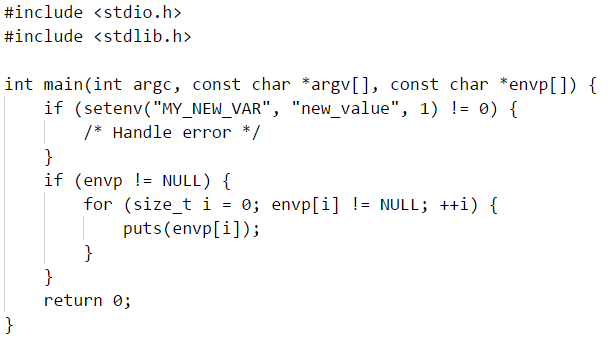 #include <stdio.h>
#include <stdlib.h>

int main(int argc, const char *argv[], const char *envp[]) {
    if (setenv("MY_NEW_VAR", "new_value", 1) != 0) {
        /* Handle error */
    }
    if (envp != NULL) {
        for (size_t i = 0; envp[i] != NULL; ++i) {
            puts(envp[i]);
        }
    }
    return 0;
}